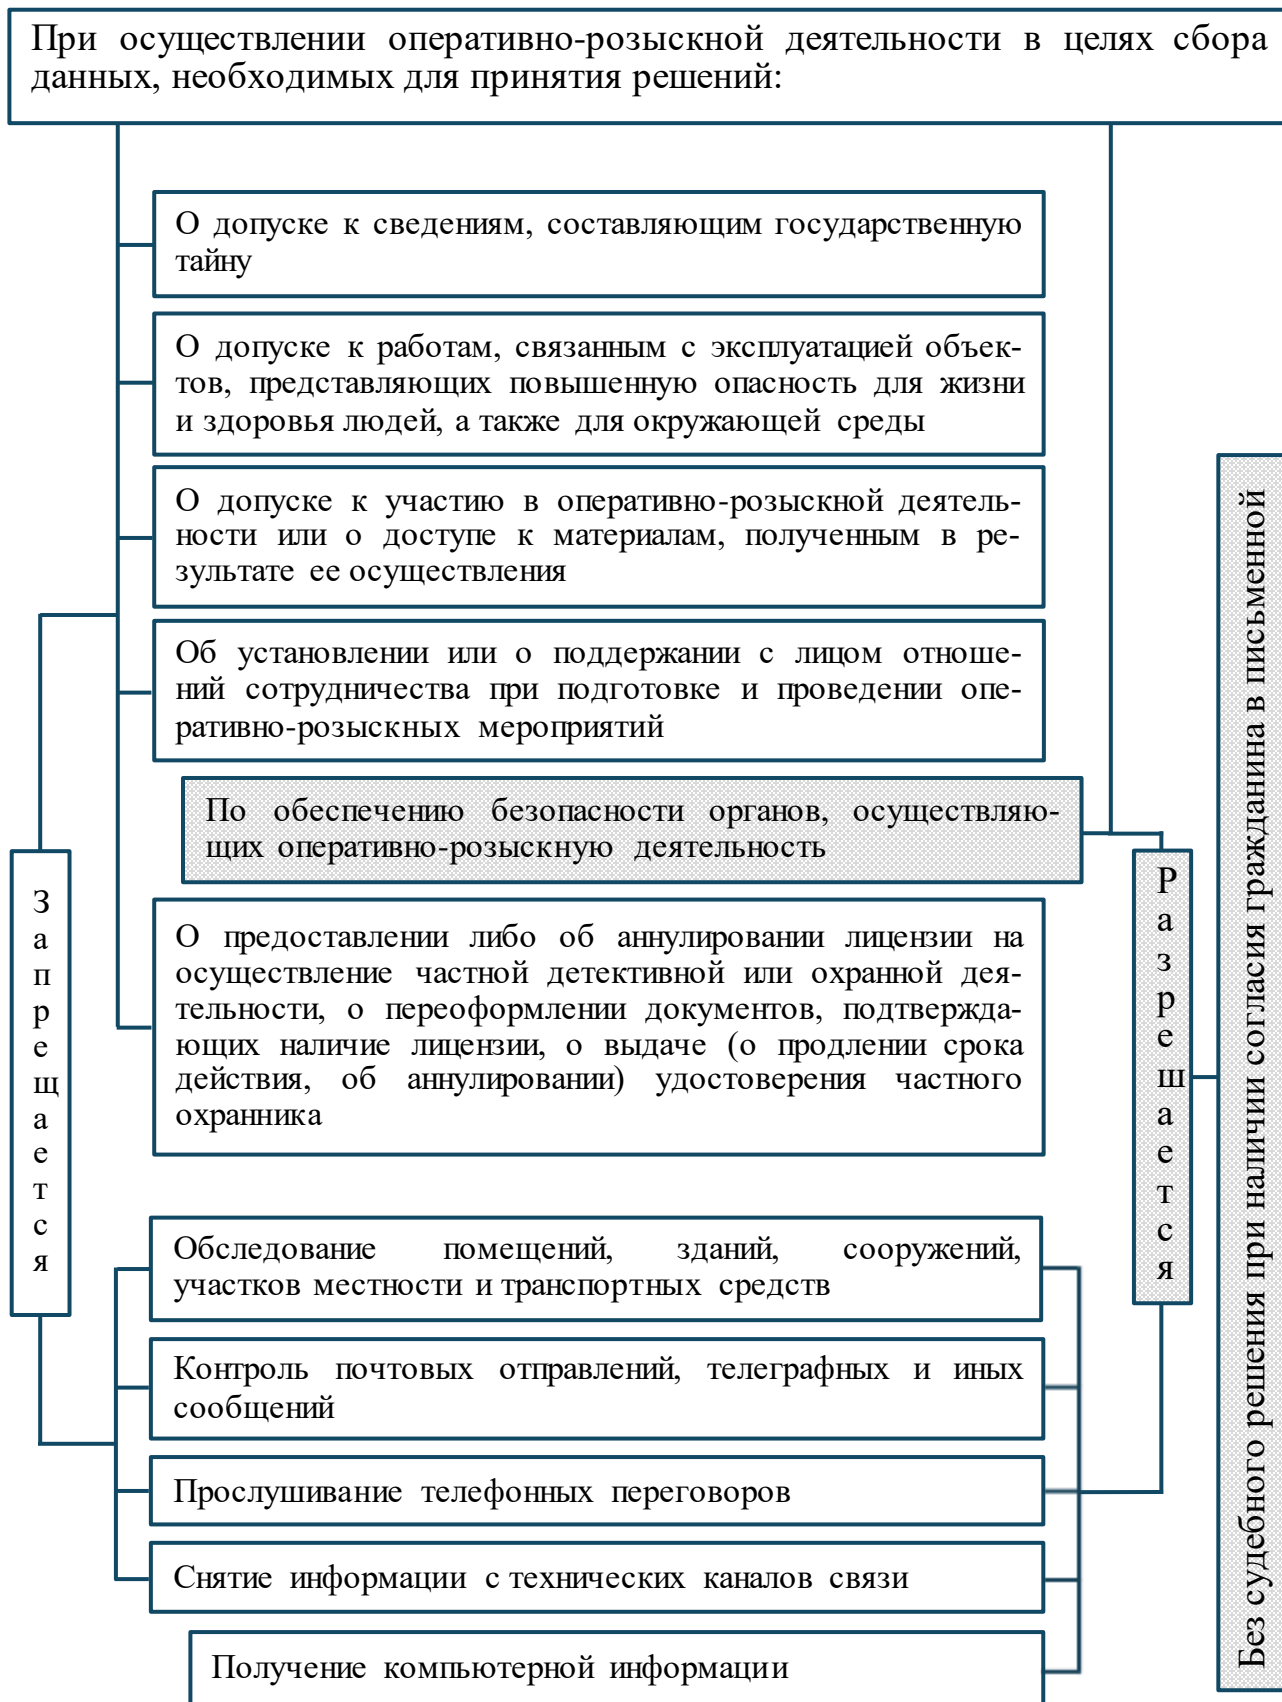 При осуществлении оперативно-розыскной деятельности в целях сбора
данных, необходимых для принятия решений:
О допуске к сведениям, составляющим государственную
тайну
О допуске к работам, связанным с эксплуатацией объек-
тов, представляющих повышенную опасность для жизни
и здоровья людей, а также для окружающей среды
О допуске к участию в оперативно-розыскной деятель-
ности или о доступе к материалам, полученным в ре-
зультате ее осуществления
Об установлении или о поддержании с лицом отноше-
ний сотрудничества при подготовке и проведении опе-
ративно-розыскных мероприятий
По обеспечению безопасности органов, осуществляю-
щих оперативно-розыскную деятельность
О предоставлении либо об аннулировании лицензии на
осуществление частной детективной или охранной дея-
тельности, о переоформлении документов, подтвержда-
ющих наличие лицензии, о выдаче (о продлении срока
действия, об аннулировании) удостоверения частного
охранника
Запрещается
Разрешается
Без судебного решения при наличии согласия гражданина в письменной
Обследование помещений, зданий, сооружений,
участков местности и транспортных средств
Контроль почтовых отправлений, телеграфных и иных
сообщений
Прослушивание телефонных переговоров
Снятие информации с технических каналов связи
Получение компьютерной информации